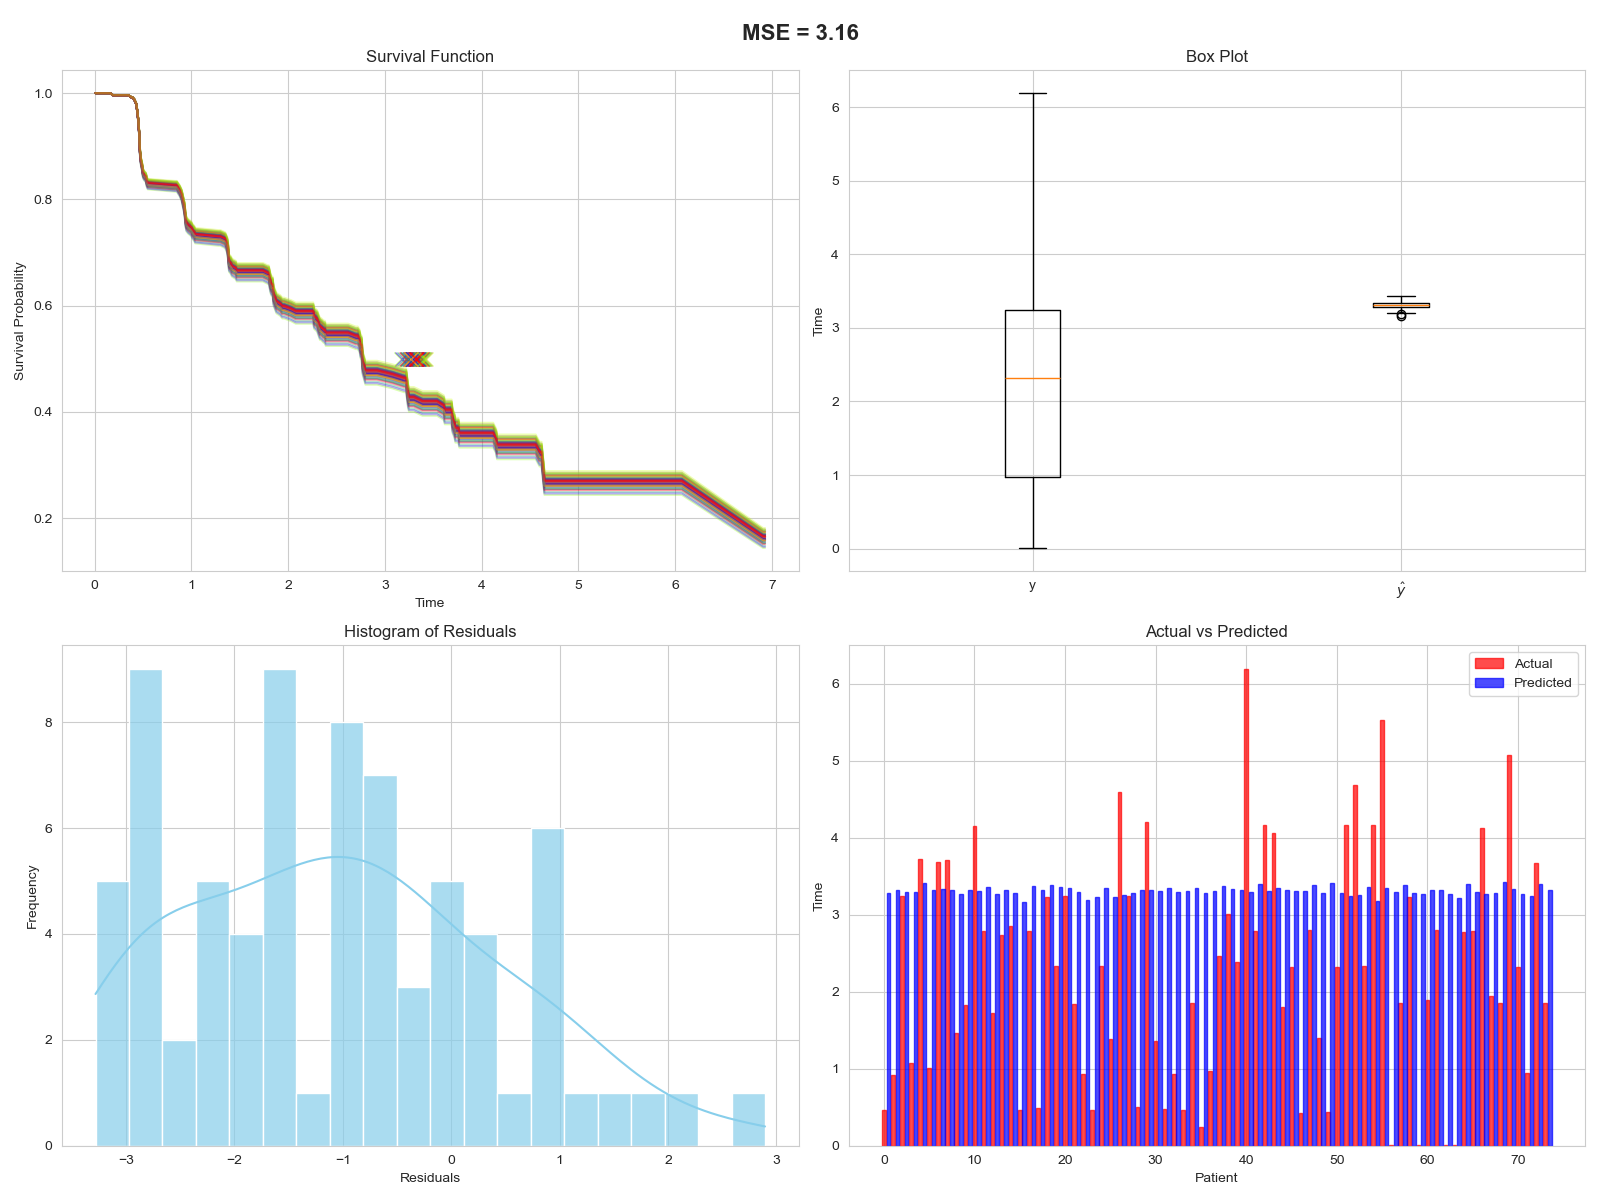 MSE = 3.16
Survival Function
Survival Probability
1.0
0.8
0.6
0.4
0.2
0 1 2 3 4 5 6 7
Time
Box Plot
Time
6
5
4
3
2
1
0
y ŷ
Histogram of Residuals
Frequency
8
6
4
2
0
−3 −2 −1 0 1 2 3
Residuals
Actual vs Predicted
Actual
Predicted
Time
6
5
4
3
2
1
0
0 10 20 30 40 50 60 70
Patient